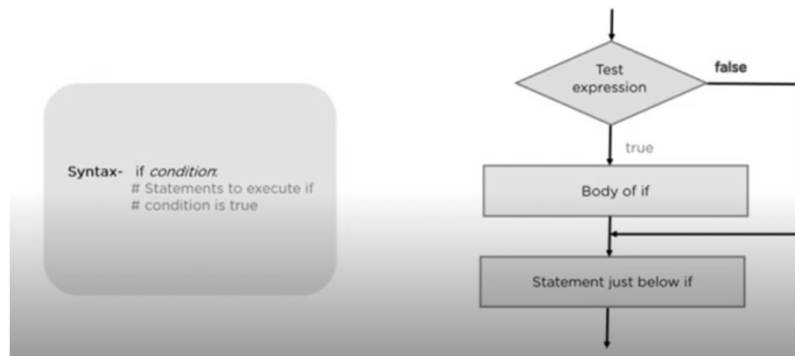 Syntax- if condition:
# Statements to execute if
# condition is true
Test
expression
false
true
Body of if
Statement just below if